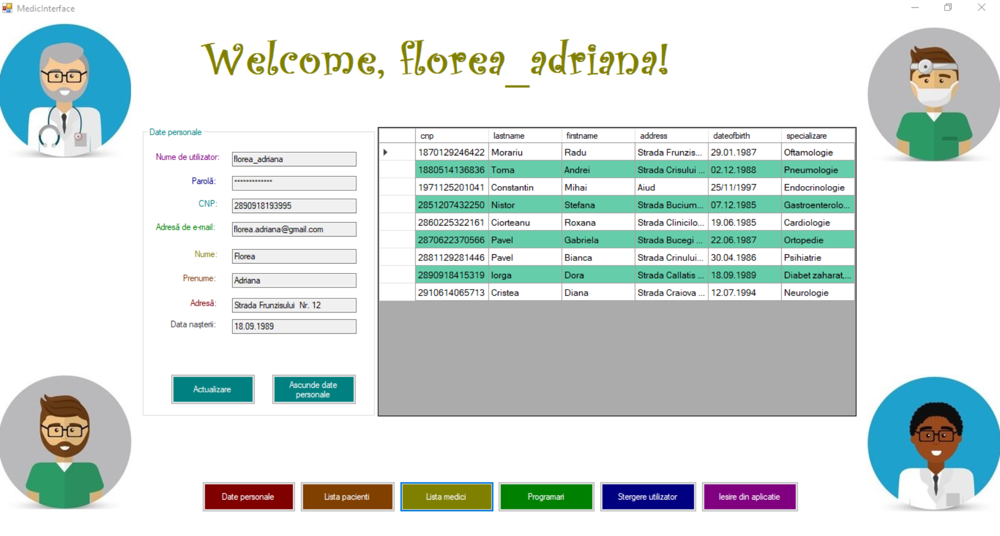 MedicInterface
Welcome, florea_adriana!
Date personale
Nume de utilizator: florea_adriana
Parolă: *************
CNP: 2890918193995
Adresă de e-mail: florea.adriana@gmail.com
Nume: Florea
Prenume: Adriana
Adresă: Strada Frunzisului Nr. 12
Data nașterii: 18.09.1989
Actualizare
Ascunde date
personale
cnp lastname firstname address dateofbirth specializare
1870129246422 Morariu Radu Strada Frunzis... 29.01.1987 Oftamologie
1880514136836 Toma Andrei Strada Crisului ... 02.12.1988 Pneumologie
1971125201041 Constantin Mihai Aiud 25/11/1997 Endocrinologie
2851207432250 Nistor Stefana Strada Bucium... 07.12.1985 Gastroenterolo...
2860225322161 Ciorteanu Roxana Strada Clinicilo... 19.06.1985 Cardiologie
2870622370566 Pavel Gabriela Strada Bucegi ... 22.06.1987 Ortopedie
2881129281446 Pavel Bianca Strada Crinului... 30.04.1986 Psihiatrie
2890918415319 Iorga Dora Strada Callatis ... 18.09.1989 Diabet zaharat,...
2910614065713 Cristea Diana Strada Craiova ... 12.07.1994 Neurologie
Date personale
Lista pacienti
Lista medici
Programari
Stergere utilizator
Iesire din aplicatie